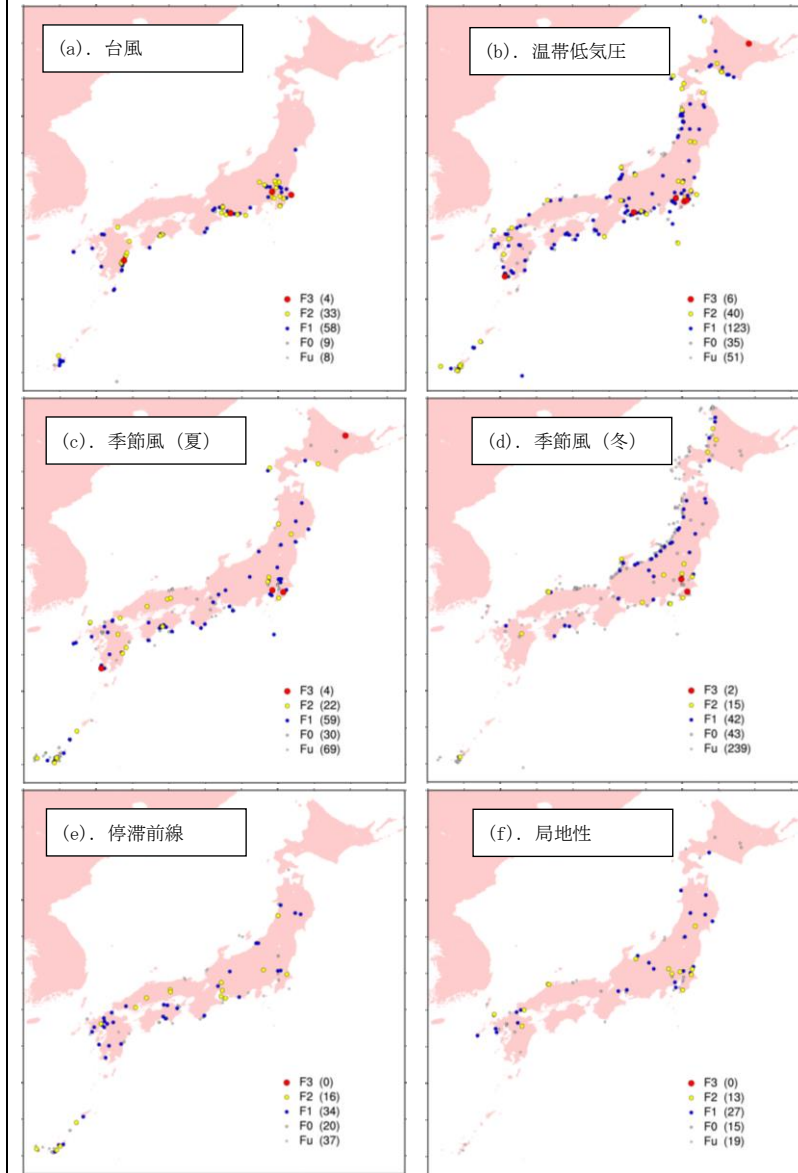 (a). 台風
F3 (4)
F2 (33)
F1 (58)
F0 (9)
Fu (8)
(b). 温帯低気圧
F3 (6)
F2 (40)
F1 (123)
F0 (35)
Fu (51)
(c). 季節風（夏）
F3 (4)
F2 (22)
F1 (59)
F0 (30)
Fu (69)
(d). 季節風（冬）
F3 (2)
F2 (15)
F1 (42)
F0 (43)
Fu (239)
(e). 停滞前線
F3 (0)
F2 (16)
F1 (34)
F0 (20)
Fu (37)
(f). 局地性
F3 (0)
F2 (13)
F1 (27)
F0 (15)
Fu (19)